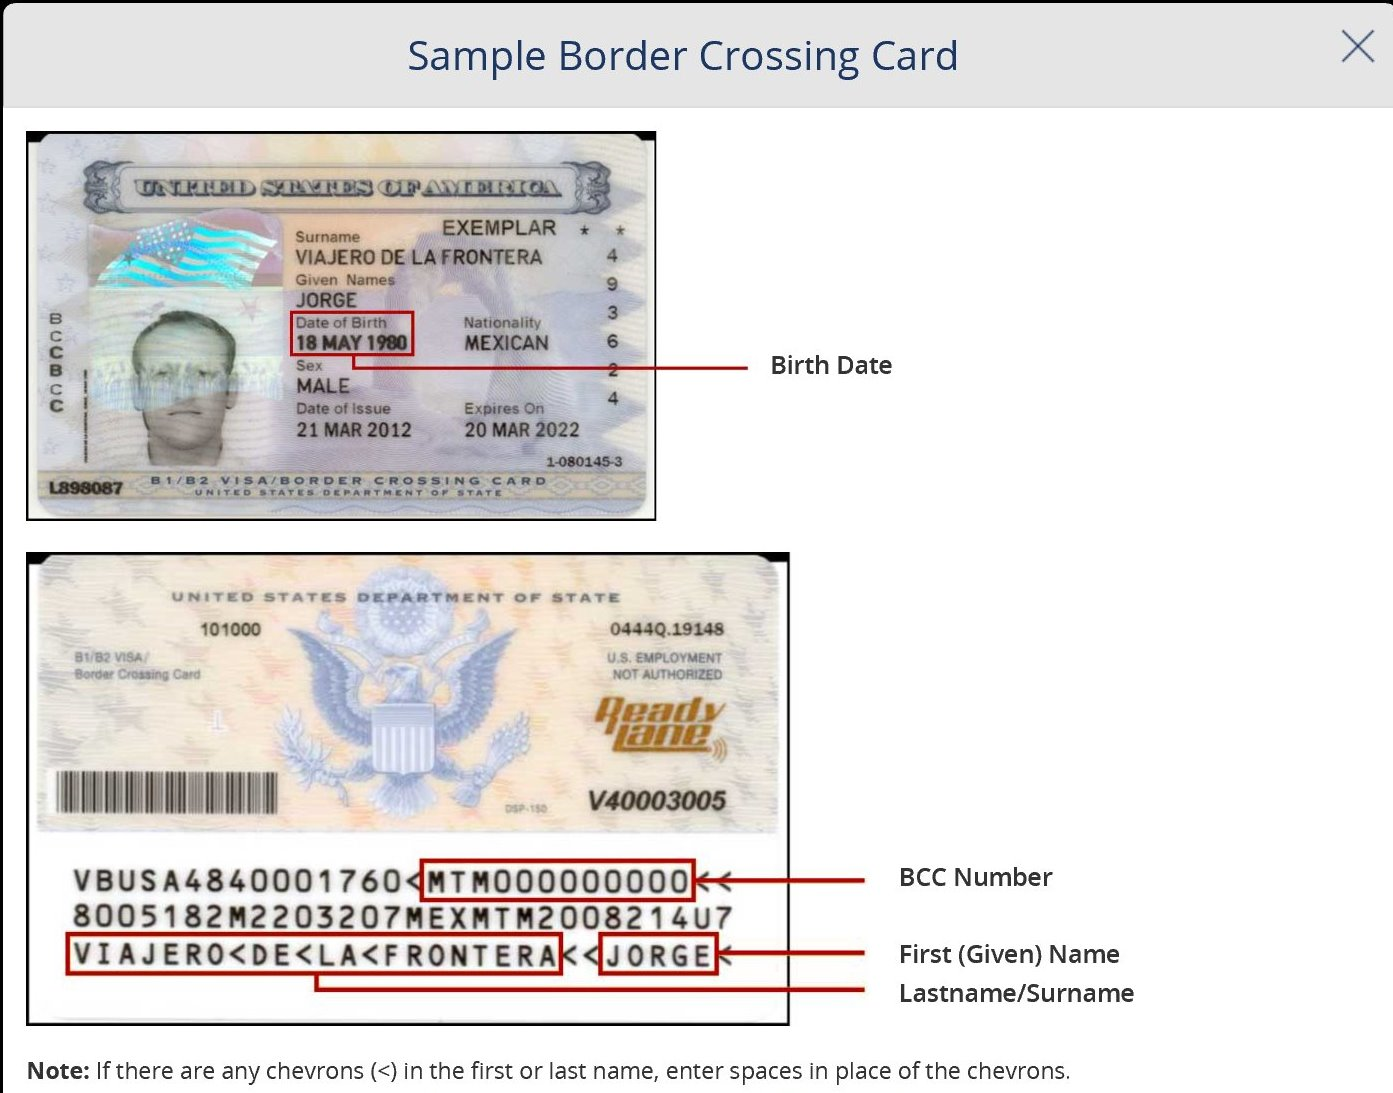 Sample Border Crossing Card
UNITED STATES OF AMERICA
EXEMPLAR * *
Surname
VIAJERO DE LA FRONTERA
Given Names
JORGE
Date of Birth
18 MAY 1980
Nationality
MEXICAN
Sex
MALE
Date of Issue
21 MAR 2012
Expires On
20 MAR 2022
4
9
3
6
2
4
B
C
C
B
C
C
1-080145-3
L898087
B1/B2 VISA/BORDER CROSSING CARD
UNITED STATES DEPARTMENT OF STATE
Birth Date
UNITED STATES DEPARTMENT OF STATE
101000
0444Q.19148
B1/B2 VISA/
Border Crossing Card
U.S. EMPLOYMENT
NOT AUTHORIZED
Ready
Lane
DSP-150
V40003005
VBUSA4840001760<MTM000000000<<
8005182M2203207MEXMTM2008214U7
VIAJERO<DE<LA<FRONTERA<<JORGE<
BCC Number
First (Given) Name
Lastname/Surname
Note: If there are any chevrons (<) in the first or last name, enter spaces in place of the chevrons.